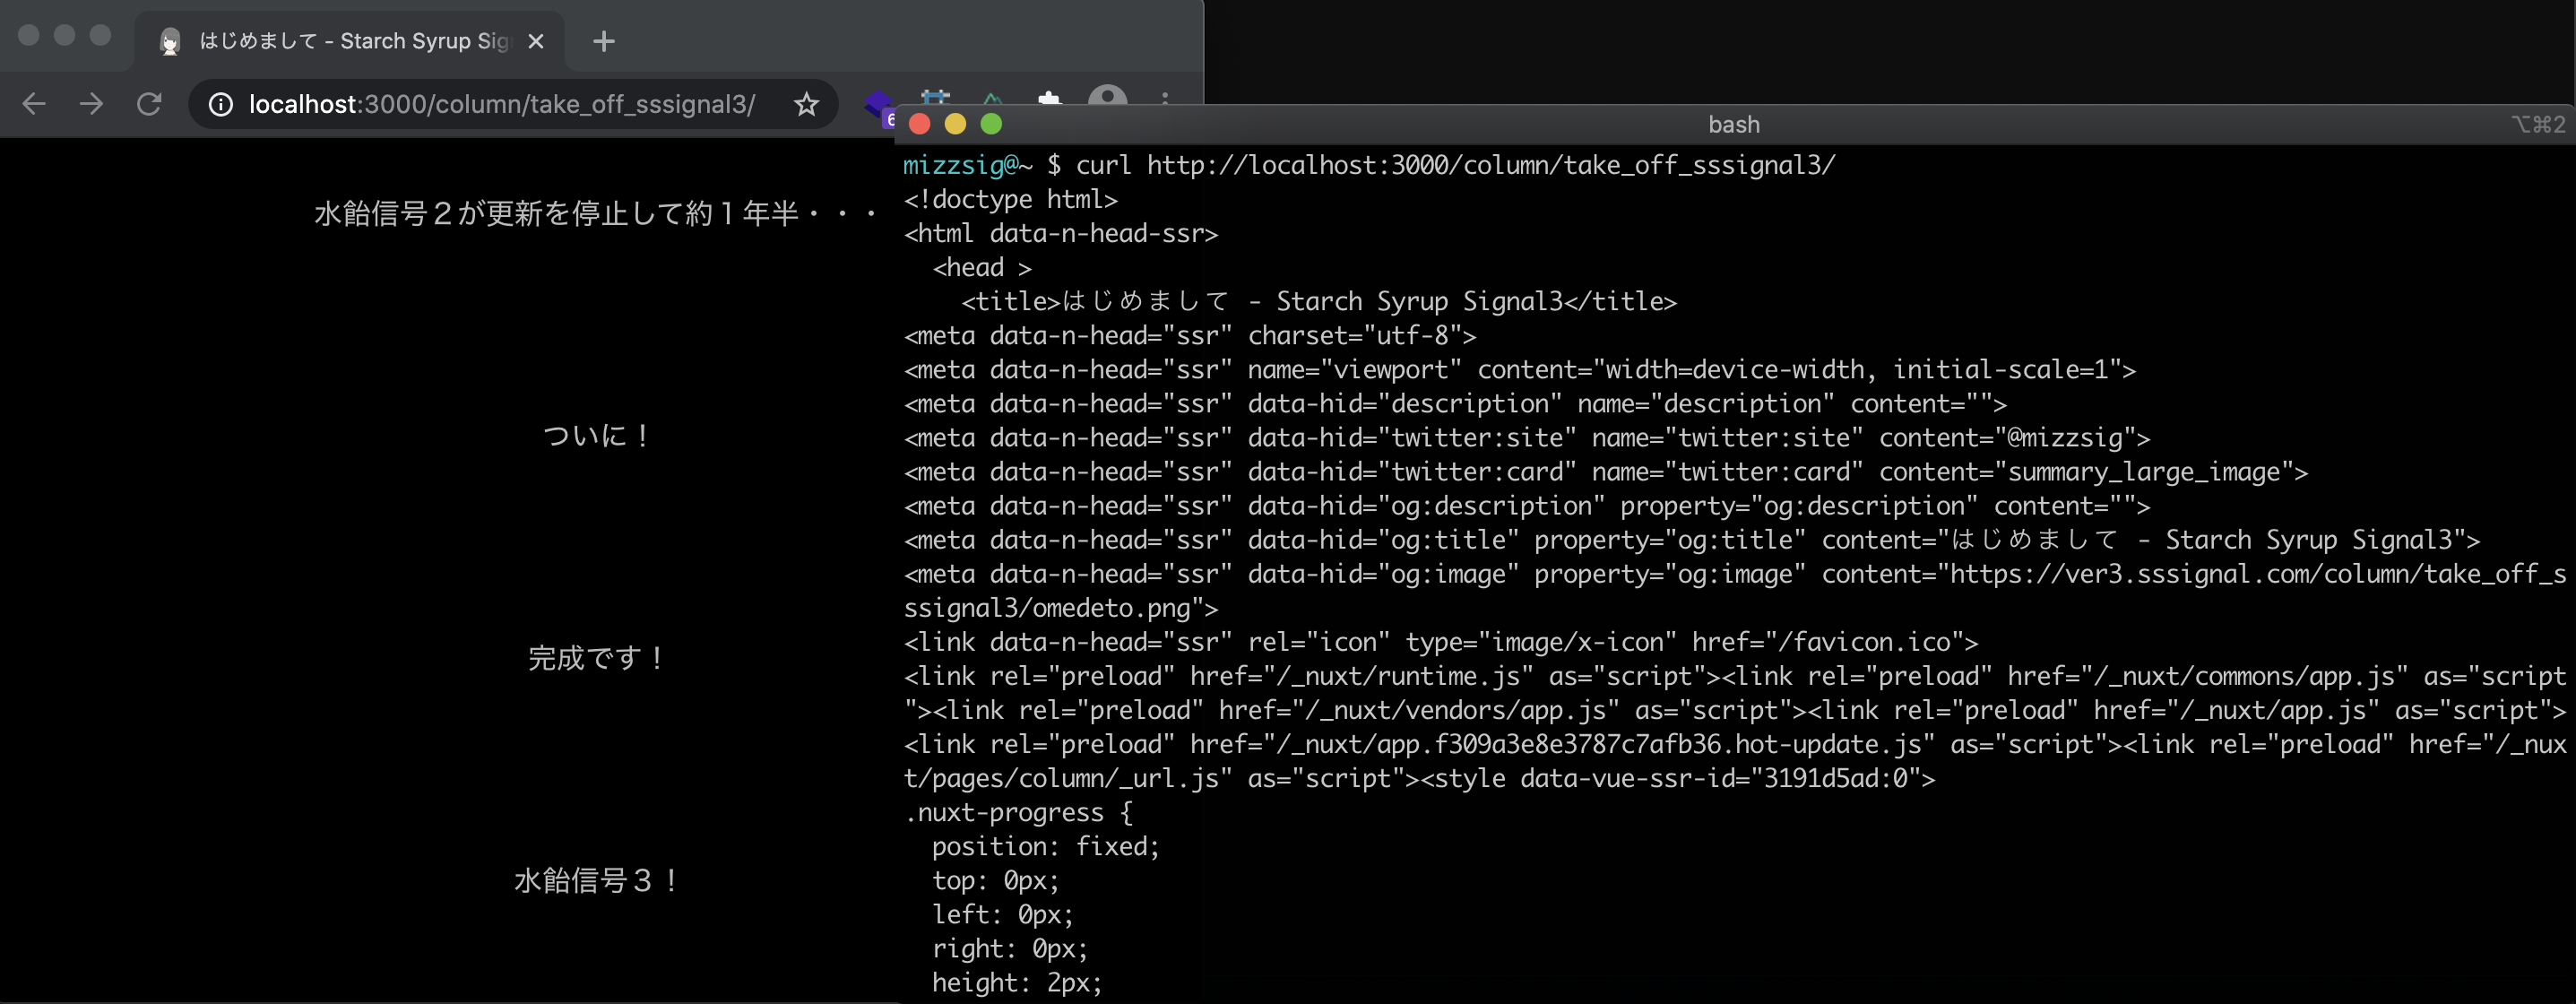 はじめまして - Starch Syrup Sig
localhost:3000/column/take_off_sssignal3/
水飴信号２が更新を停止して約１年半・・・
ついに！
完成です！
水飴信号３！
bash
⌥⌘2
mizzsig@~ $ curl http://localhost:3000/column/take_off_sssignal3/
<!doctype html>
<html data-n-head-ssr>
  <head >
    <title>はじめまして - Starch Syrup Signal3</title>
<meta data-n-head="ssr" charset="utf-8">
<meta data-n-head="ssr" name="viewport" content="width=device-width, initial-scale=1">
<meta data-n-head="ssr" data-hid="description" name="description" content="">
<meta data-n-head="ssr" data-hid="twitter:site" name="twitter:site" content="@mizzsig">
<meta data-n-head="ssr" data-hid="twitter:card" name="twitter:card" content="summary_large_image">
<meta data-n-head="ssr" data-hid="og:description" property="og:description" content="">
<meta data-n-head="ssr" data-hid="og:title" property="og:title" content="はじめまして - Starch Syrup Signal3">
<meta data-n-head="ssr" data-hid="og:image" property="og:image" content="https://ver3.sssignal.com/column/take_off_s
ssignal3/omedeto.png">
<link data-n-head="ssr" rel="icon" type="image/x-icon" href="/favicon.ico">
<link rel="preload" href="/_nuxt/runtime.js" as="script"><link rel="preload" href="/_nuxt/commons/app.js" as="script
"><link rel="preload" href="/_nuxt/vendors/app.js" as="script"><link rel="preload" href="/_nuxt/app.js" as="script">
<link rel="preload" href="/_nuxt/app.f309a3e8e3787c7afb36.hot-update.js" as="script"><link rel="preload" href="/_nux
t/pages/column/_url.js" as="script"><style data-vue-ssr-id="3191d5ad:0">
.nuxt-progress {
  position: fixed;
  top: 0px;
  left: 0px;
  right: 0px;
  height: 2px;